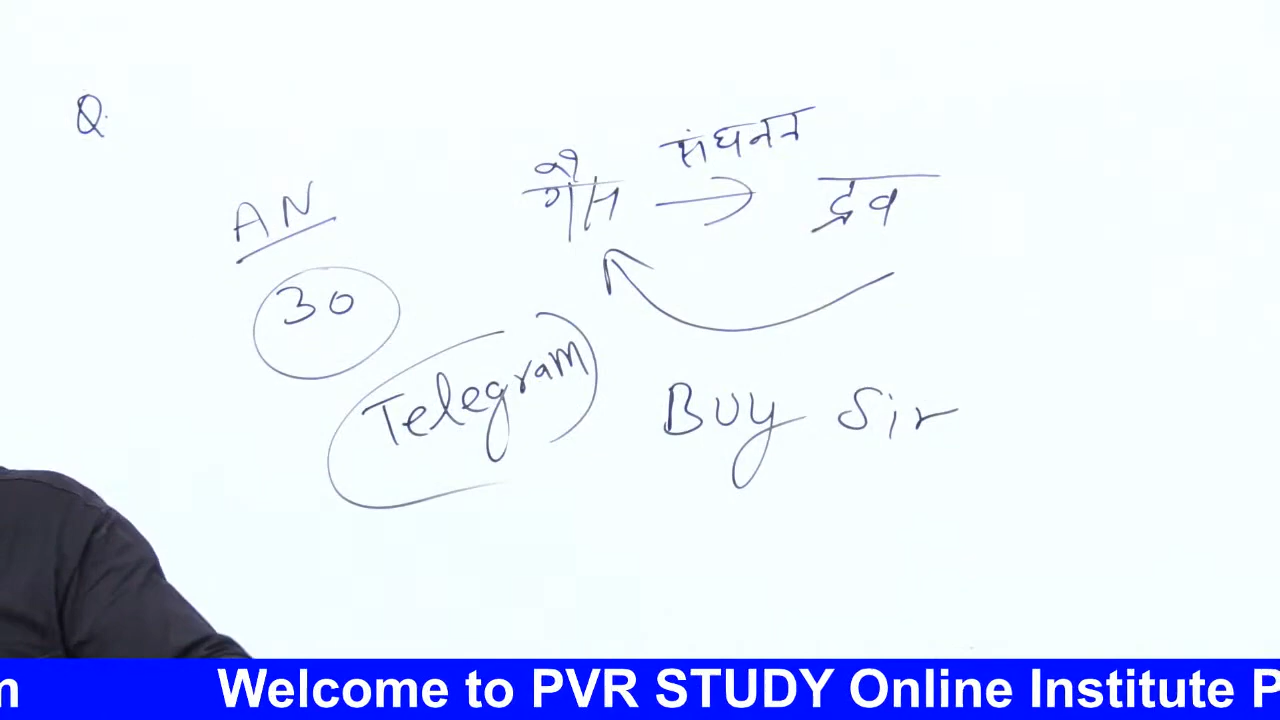 Q.
संघनन
गैस → द्रव
AN
30
Telegram
Buy Sir
m Welcome to PVR STUDY Online Institute P